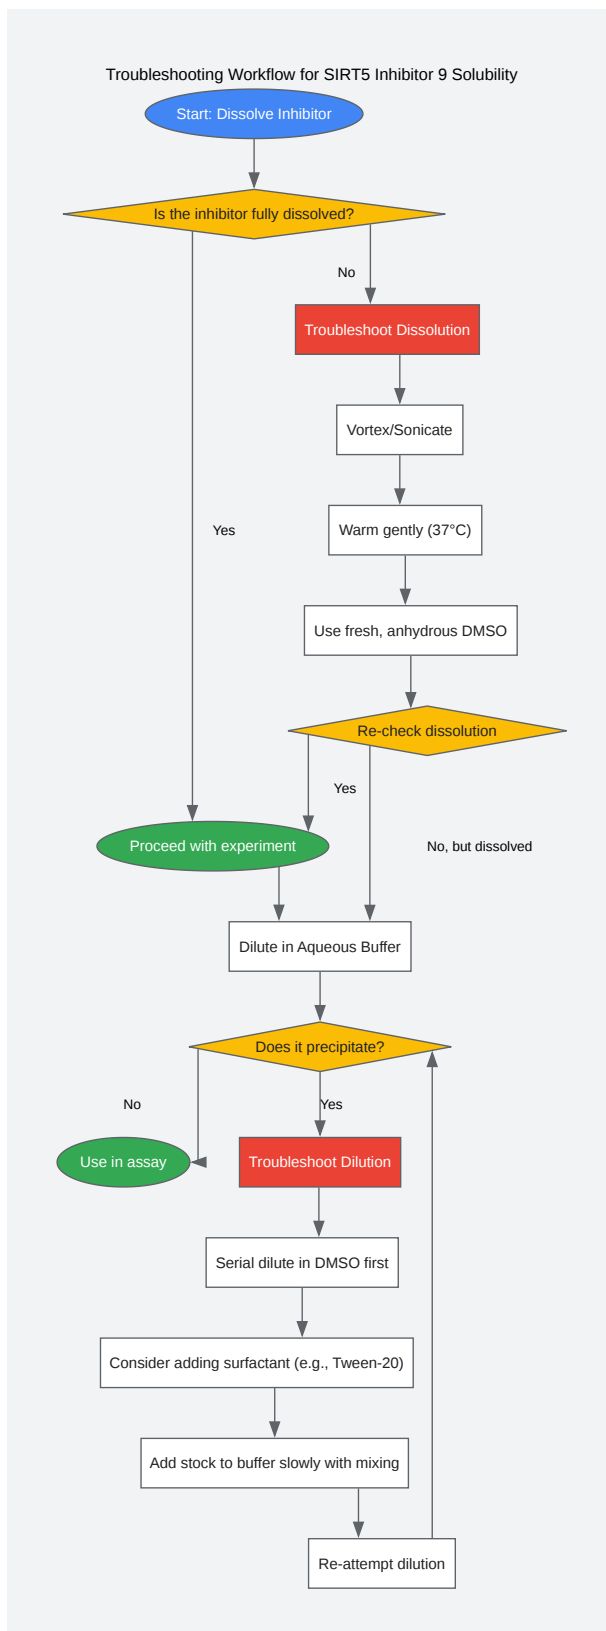 Troubleshooting Workflow for SIRT5 Inhibitor 9 Solubility
Start: Dissolve Inhibitor
Is the inhibitor fully dissolved?
No
Troubleshoot Dissolution
Vortex/Sonicate
Yes
Warm gently (37°C)
Use fresh, anhydrous DMSO
Re-check dissolution
Yes
Proceed with experiment
No, but dissolved
Dilute in Aqueous Buffer
Does it precipitate?
No
Yes
Use in assay
Troubleshoot Dilution
Serial dilute in DMSO first
Consider adding surfactant (e.g., Tween-20)
Add stock to buffer slowly with mixing
Re-attempt dilution